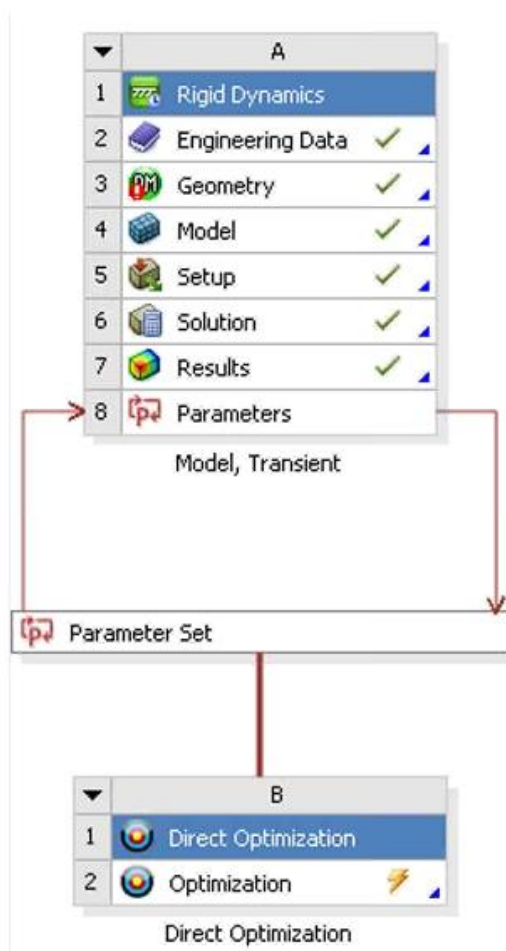 A
1 Rigid Dynamics
2 Engineering Data
3 Geometry
4 Model
5 Setup
6 Solution
7 Results
8 Parameters
Model, Transient
Parameter Set
B
1 Direct Optimization
2 Optimization
Direct Optimization